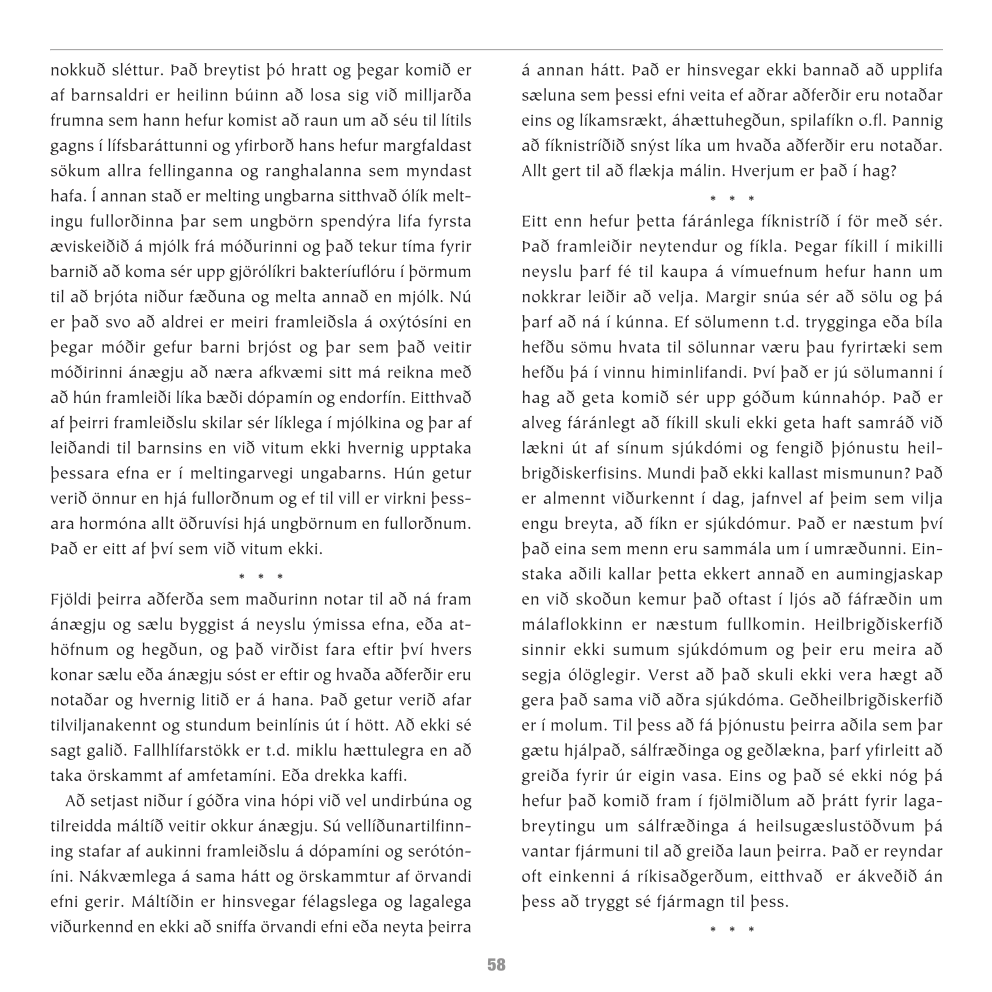 nokkuð sléttur. Það breytist þó hratt og þegar komið er
af barnsaldri er heilinn búinn að losa sig við milljarða
frumna sem hann hefur komist að raun um að séu til lítils
gagns í lífsbaráttunni og yfirborð hans hefur margfaldast
sökum allra fellinganna og ranghalanna sem myndast
hafa. Í annan stað er melting ungbarna sitthvað ólík melt-
ingu fullorðinna þar sem ungbörn spendýra lifa fyrsta
æviskeiðið á mjólk frá móðurinni og það tekur tíma fyrir
barnið að koma sér upp gjörólíkri bakteríuflóru í þörmum
til að brjóta niður fæðuna og melta annað en mjólk. Nú
er það svo að aldrei er meiri framleiðsla á oxýtósíni en
þegar móðir gefur barni brjóst og þar sem það veitir
móðirinni ánægju að næra afkvæmi sitt má reikna með
að hún framleiði líka bæði dópamín og endorfín. Eitthvað
af þeirri framleiðslu skilar sér líklega í mjólkina og þar af
leiðandi til barnsins en við vitum ekki hvernig upptaka
þessara efna er í meltingarvegi ungabarns. Hún getur
verið önnur en hjá fullorðnum og ef til vill er virkni þess-
ara hormóna allt öðruvísi hjá ungbörnum en fullorðnum.
Það er eitt af því sem við vitum ekki.
* * *
Fjöldi þeirra aðferða sem maðurinn notar til að ná fram
ánægju og sælu byggist á neyslu ýmissa efna, eða at-
höfnum og hegðun, og það virðist fara eftir því hvers
konar sælu eða ánægju sóst er eftir og hvaða aðferðir eru
notaðar og hvernig litið er á hana. Það getur verið afar
tilviljanakennt og stundum beinlínis út í hött. Að ekki sé
sagt galið. Fallhlífarstökk er t.d. miklu hættulegra en að
taka örskammt af amfetamíni. Eða drekka kaffi.
Að setjast niður í góðra vina hópi við vel undirbúna og
tilreidda máltíð veitir okkur ánægju. Sú vellíðunartilfinn-
ing stafar af aukinni framleiðslu á dópamíni og serótón-
íni. Nákvæmlega á sama hátt og örskammtur af örvandi
efni gerir. Máltíðin er hinsvegar félagslega og lagalega
viðurkennd en ekki að sniffa örvandi efni eða neyta þeirra
á annan hátt. Það er hinsvegar ekki bannað að upplifa
sæluna sem þessi efni veita ef aðrar aðferðir eru notaðar
eins og líkamsrækt, áhættuhegðun, spilafíkn o.fl. Þannig
að fíknistríðið snýst líka um hvaða aðferðir eru notaðar.
Allt gert til að flækja málin. Hverjum er það í hag?
* * *
Eitt enn hefur þetta fáránlega fíknistríð í för með sér.
Það framleiðir neytendur og fíkla. Þegar fíkill í mikilli
neyslu þarf fé til kaupa á vímuefnum hefur hann um
nokkrar leiðir að velja. Margir snúa sér að sölu og þá
þarf að ná í kúnna. Ef sölumenn t.d. trygginga eða bíla
hefðu sömu hvata til sölunnar væru þau fyrirtæki sem
hefðu þá í vinnu himinlifandi. Því það er jú sölumanni í
hag að geta komið sér upp góðum kúnnahóp. Það er
alveg fáránlegt að fíkill skuli ekki geta haft samráð við
lækni út af sínum sjúkdómi og fengið þjónustu heil-
brigðiskerfisins. Mundi það ekki kallast mismunun? Það
er almennt viðurkennt í dag, jafnvel af þeim sem vilja
engu breyta, að fíkn er sjúkdómur. Það er næstum því
það eina sem menn eru sammála um í umræðunni. Ein-
staka aðili kallar þetta ekkert annað en aumingjaskap
en við skoðun kemur það oftast í ljós að fáfræðin um
málaflokkinn er næstum fullkomin. Heilbrigðiskerfið
sinnir ekki sumum sjúkdómum og þeir eru meira að
segja ólöglegir. Verst að það skuli ekki vera hægt að
gera það sama við aðra sjúkdóma. Geðheilbrigðiskerfið
er í molum. Til þess að fá þjónustu þeirra aðila sem þar
gætu hjálpað, sálfræðinga og geðlækna, þarf yfirleitt að
greiða fyrir úr eigin vasa. Eins og það sé ekki nóg þá
hefur það komið fram í fjölmiðlum að þrátt fyrir laga-
breytingu um sálfræðinga á heilsugæslustöðvum þá
vantar fjármuni til að greiða laun þeirra. Það er reyndar
oft einkenni á ríkisaðgerðum, eitthvað er ákveðið án
þess að tryggt sé fjármagn til þess.
* * *
58